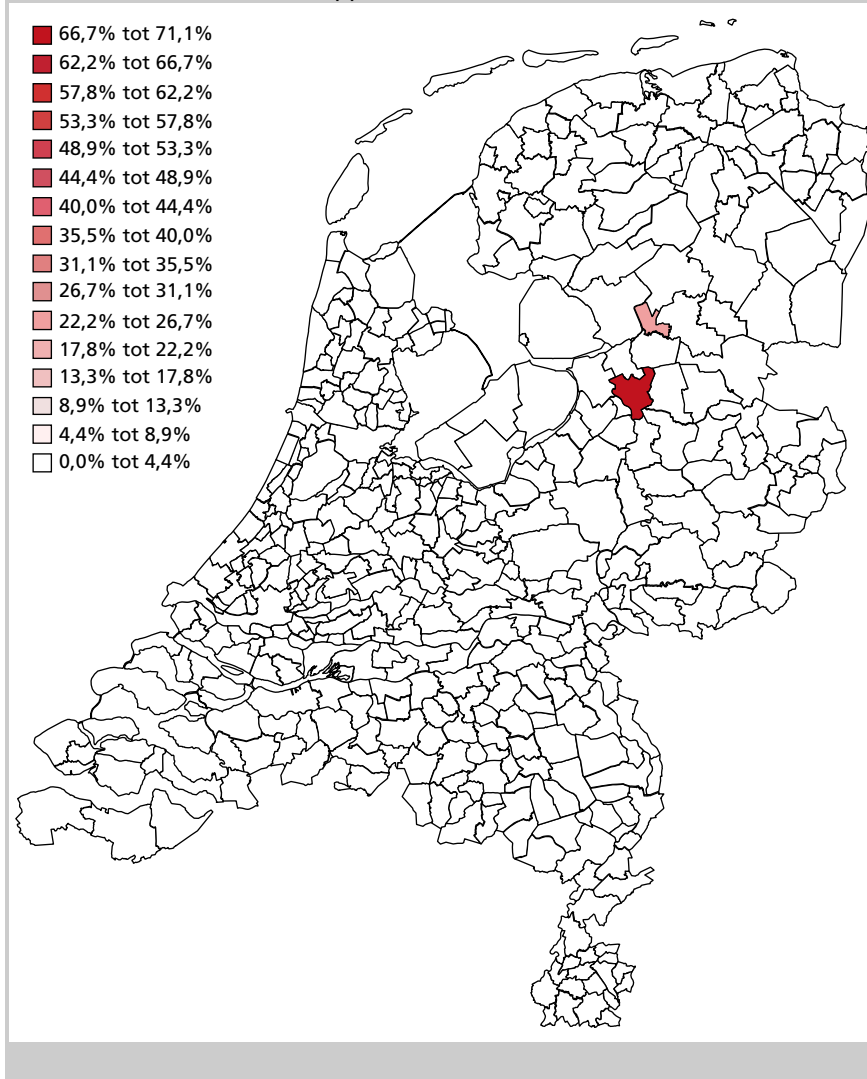 66,7% tot 71,1%
62,2% tot 66,7%
57,8% tot 62,2%
53,3% tot 57,8%
48,9% tot 53,3%
44,4% tot 48,9%
40,0% tot 44,4%
35,5% tot 40,0%
31,1% tot 35,5%
26,7% tot 31,1%
22,2% tot 26,7%
17,8% tot 22,2%
13,3% tot 17,8%
8,9% tot 13,3%
4,4% tot 8,9%
0,0% tot 4,4%